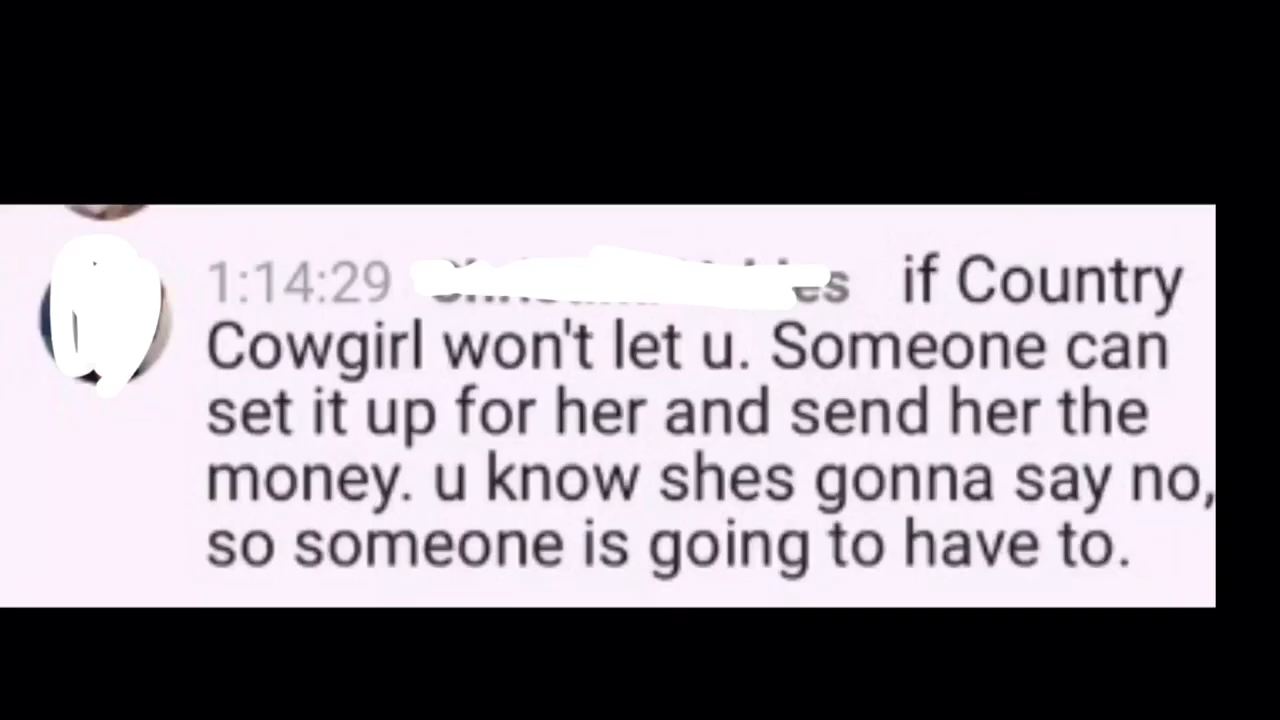 1:14:29 if Country
Cowgirl won't let u. Someone can
set it up for her and send her the
money. u know shes gonna say no,
so someone is going to have to.